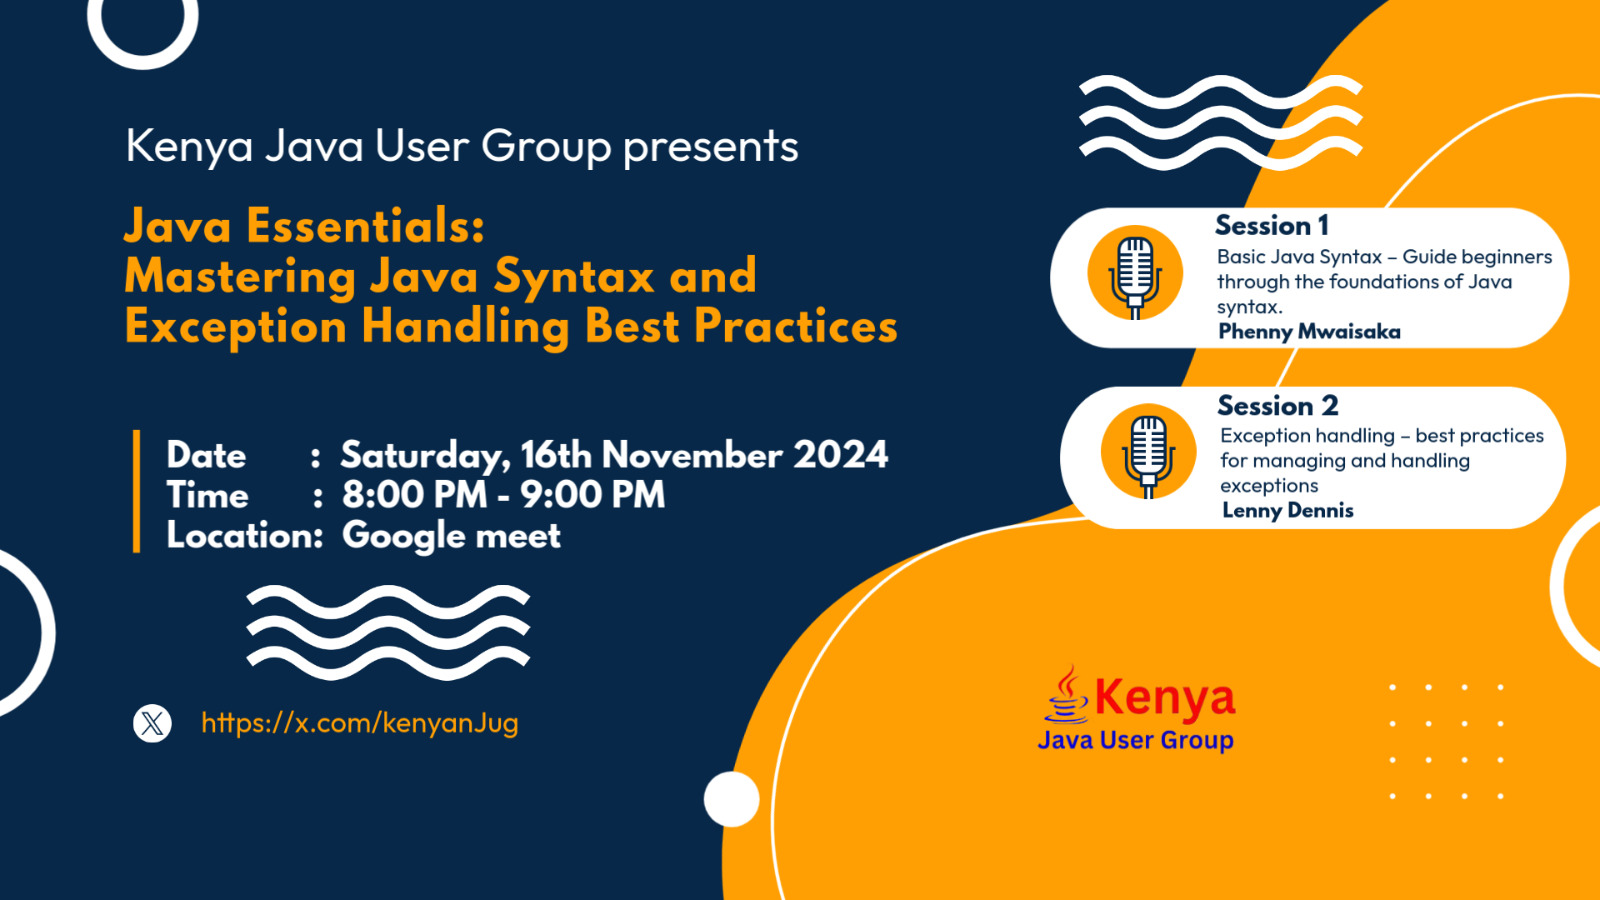 Kenya Java User Group presents
Java Essentials:
Mastering Java Syntax and
Exception Handling Best Practices
Date : Saturday, 16th November 2024
Time : 8:00 PM - 9:00 PM
Location: Google meet
https://x.com/kenyanJug
Session 1
Basic Java Syntax – Guide beginners
through the foundations of Java
syntax.
Phenny Mwaisaka
Session 2
Exception handling – best practices
for managing and handling
exceptions
Lenny Dennis
Kenya
Java User Group